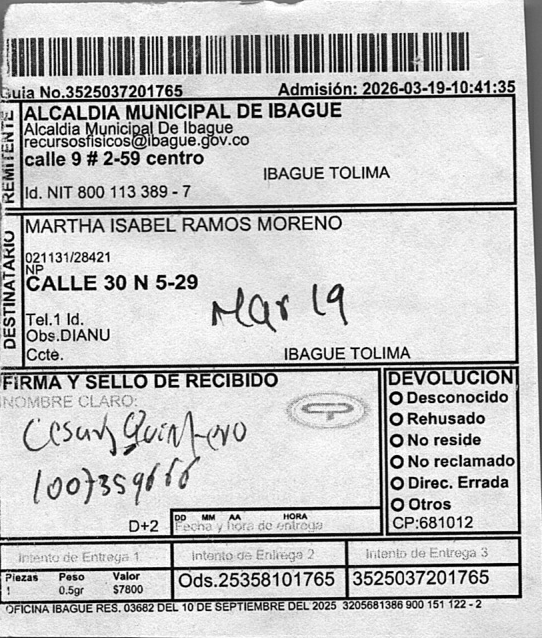 Guia No.3525037201765 Admisión: 2026-03-19-10:41:35
REMITENTE
ALCALDIA MUNICIPAL DE IBAGUE
Alcaldia Municipal De Ibague
recursosfisicos@ibague.gov.co
calle 9 # 2-59 centro
IBAGUE TOLIMA
Id. NIT 800 113 389 - 7
DESTINATARIO
MARTHA ISABEL RAMOS MORENO
021131/28421
NP
CALLE 30 N 5-29
Mar 19
Tel.1 Id.
Obs.DIANU
Ccte.
IBAGUE TOLIMA
FIRMA Y SELLO DE RECIBIDO
NOMBRE CLARO:
Quintero
D+2
DD MM AA HORA
Fecha y hora de entrega
DEVOLUCION
Desconocido
Rehusado
No reside
No reclamado
Direc. Errada
Otros
CP:681012
Intento de Entrega 1 Intento de Entrega 2 Intento de Entrega 3
Piezas Peso Valor
1 0.5gr $7800
Ods.25358101765 3525037201765
OFICINA IBAGUE RES. 03682 DEL 10 DE SEPTIEMBRE DEL 2025 3205681386 900 151 122 - 2